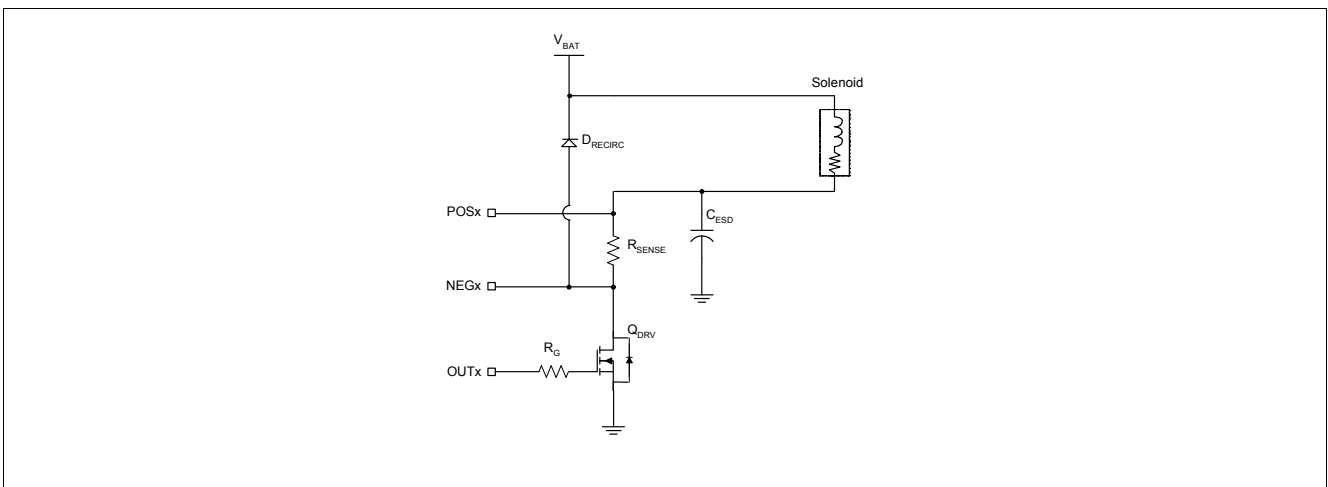 VBAT
Solenoid
DRECIRC
POSx
CESD
RSENSE
NEGx
QDRV
RG
OUTx